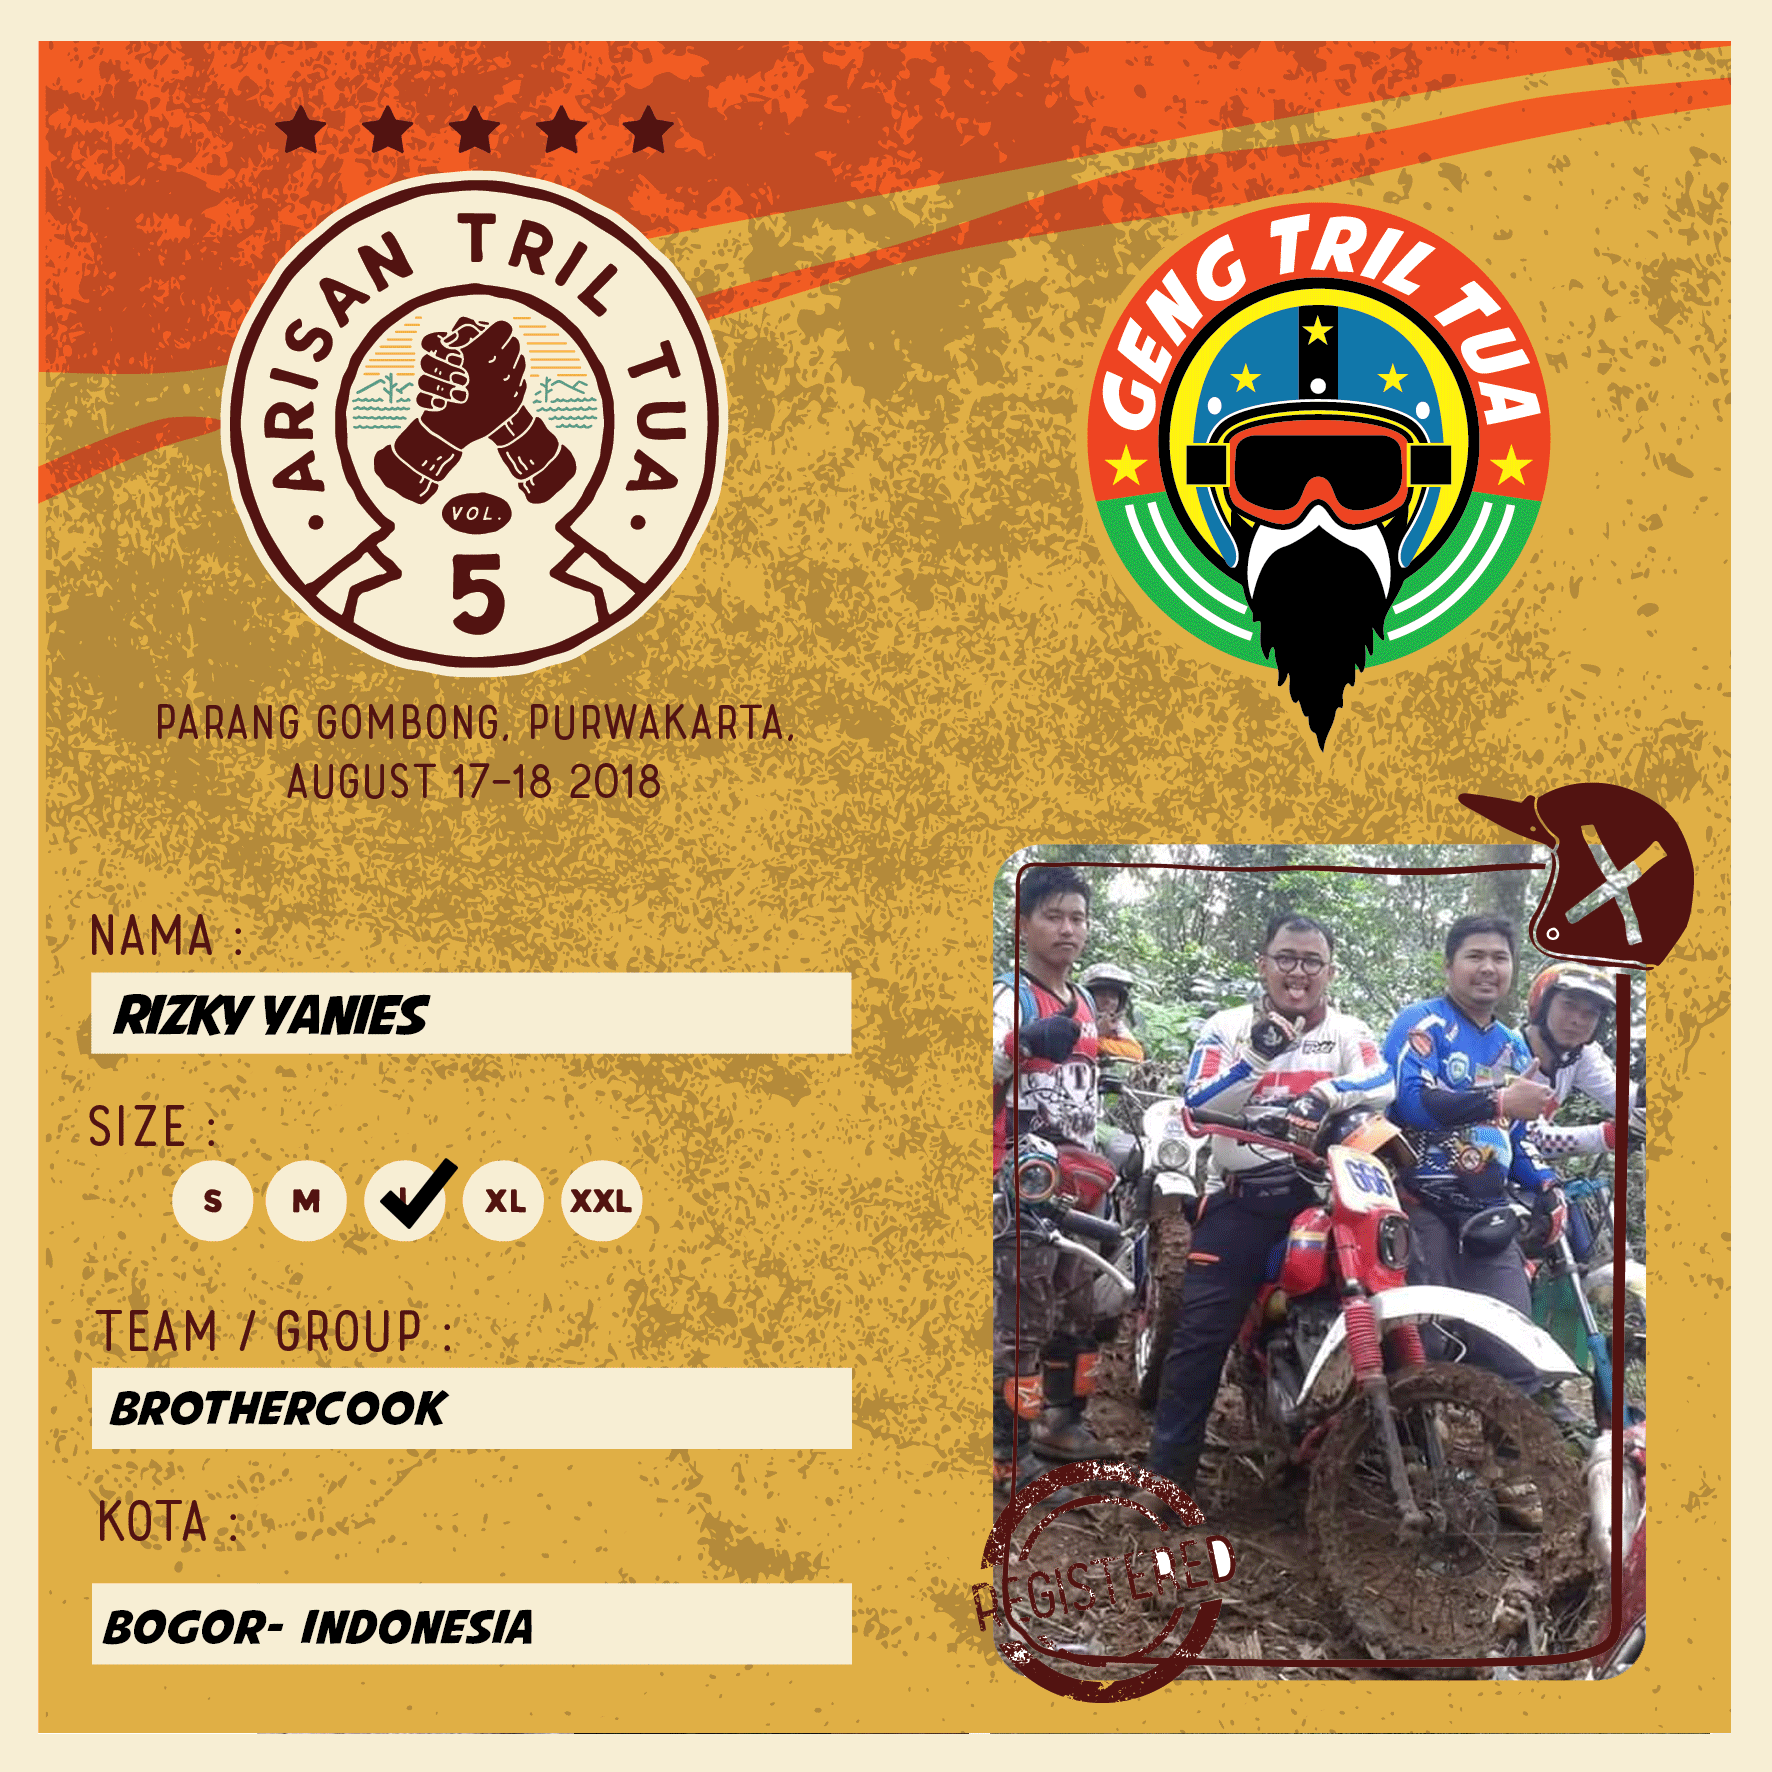 ARISAN TRIL TUA
VOL.
5
GENG TRIL TUA
PARANG GOMBONG, PURWAKARTA,
AUGUST 17-18 2018
NAMA :
RIZKY YANIES
SIZE :
S M L XL XXL
TEAM / GROUP :
BROTHERCOOK
KOTA :
BOGOR- INDONESIA
666
REGISTERED